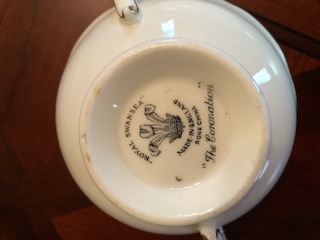 "ROYAL SWANSEA"
MADE IN ENGLAND
BONE CHINA
"The Coronation"